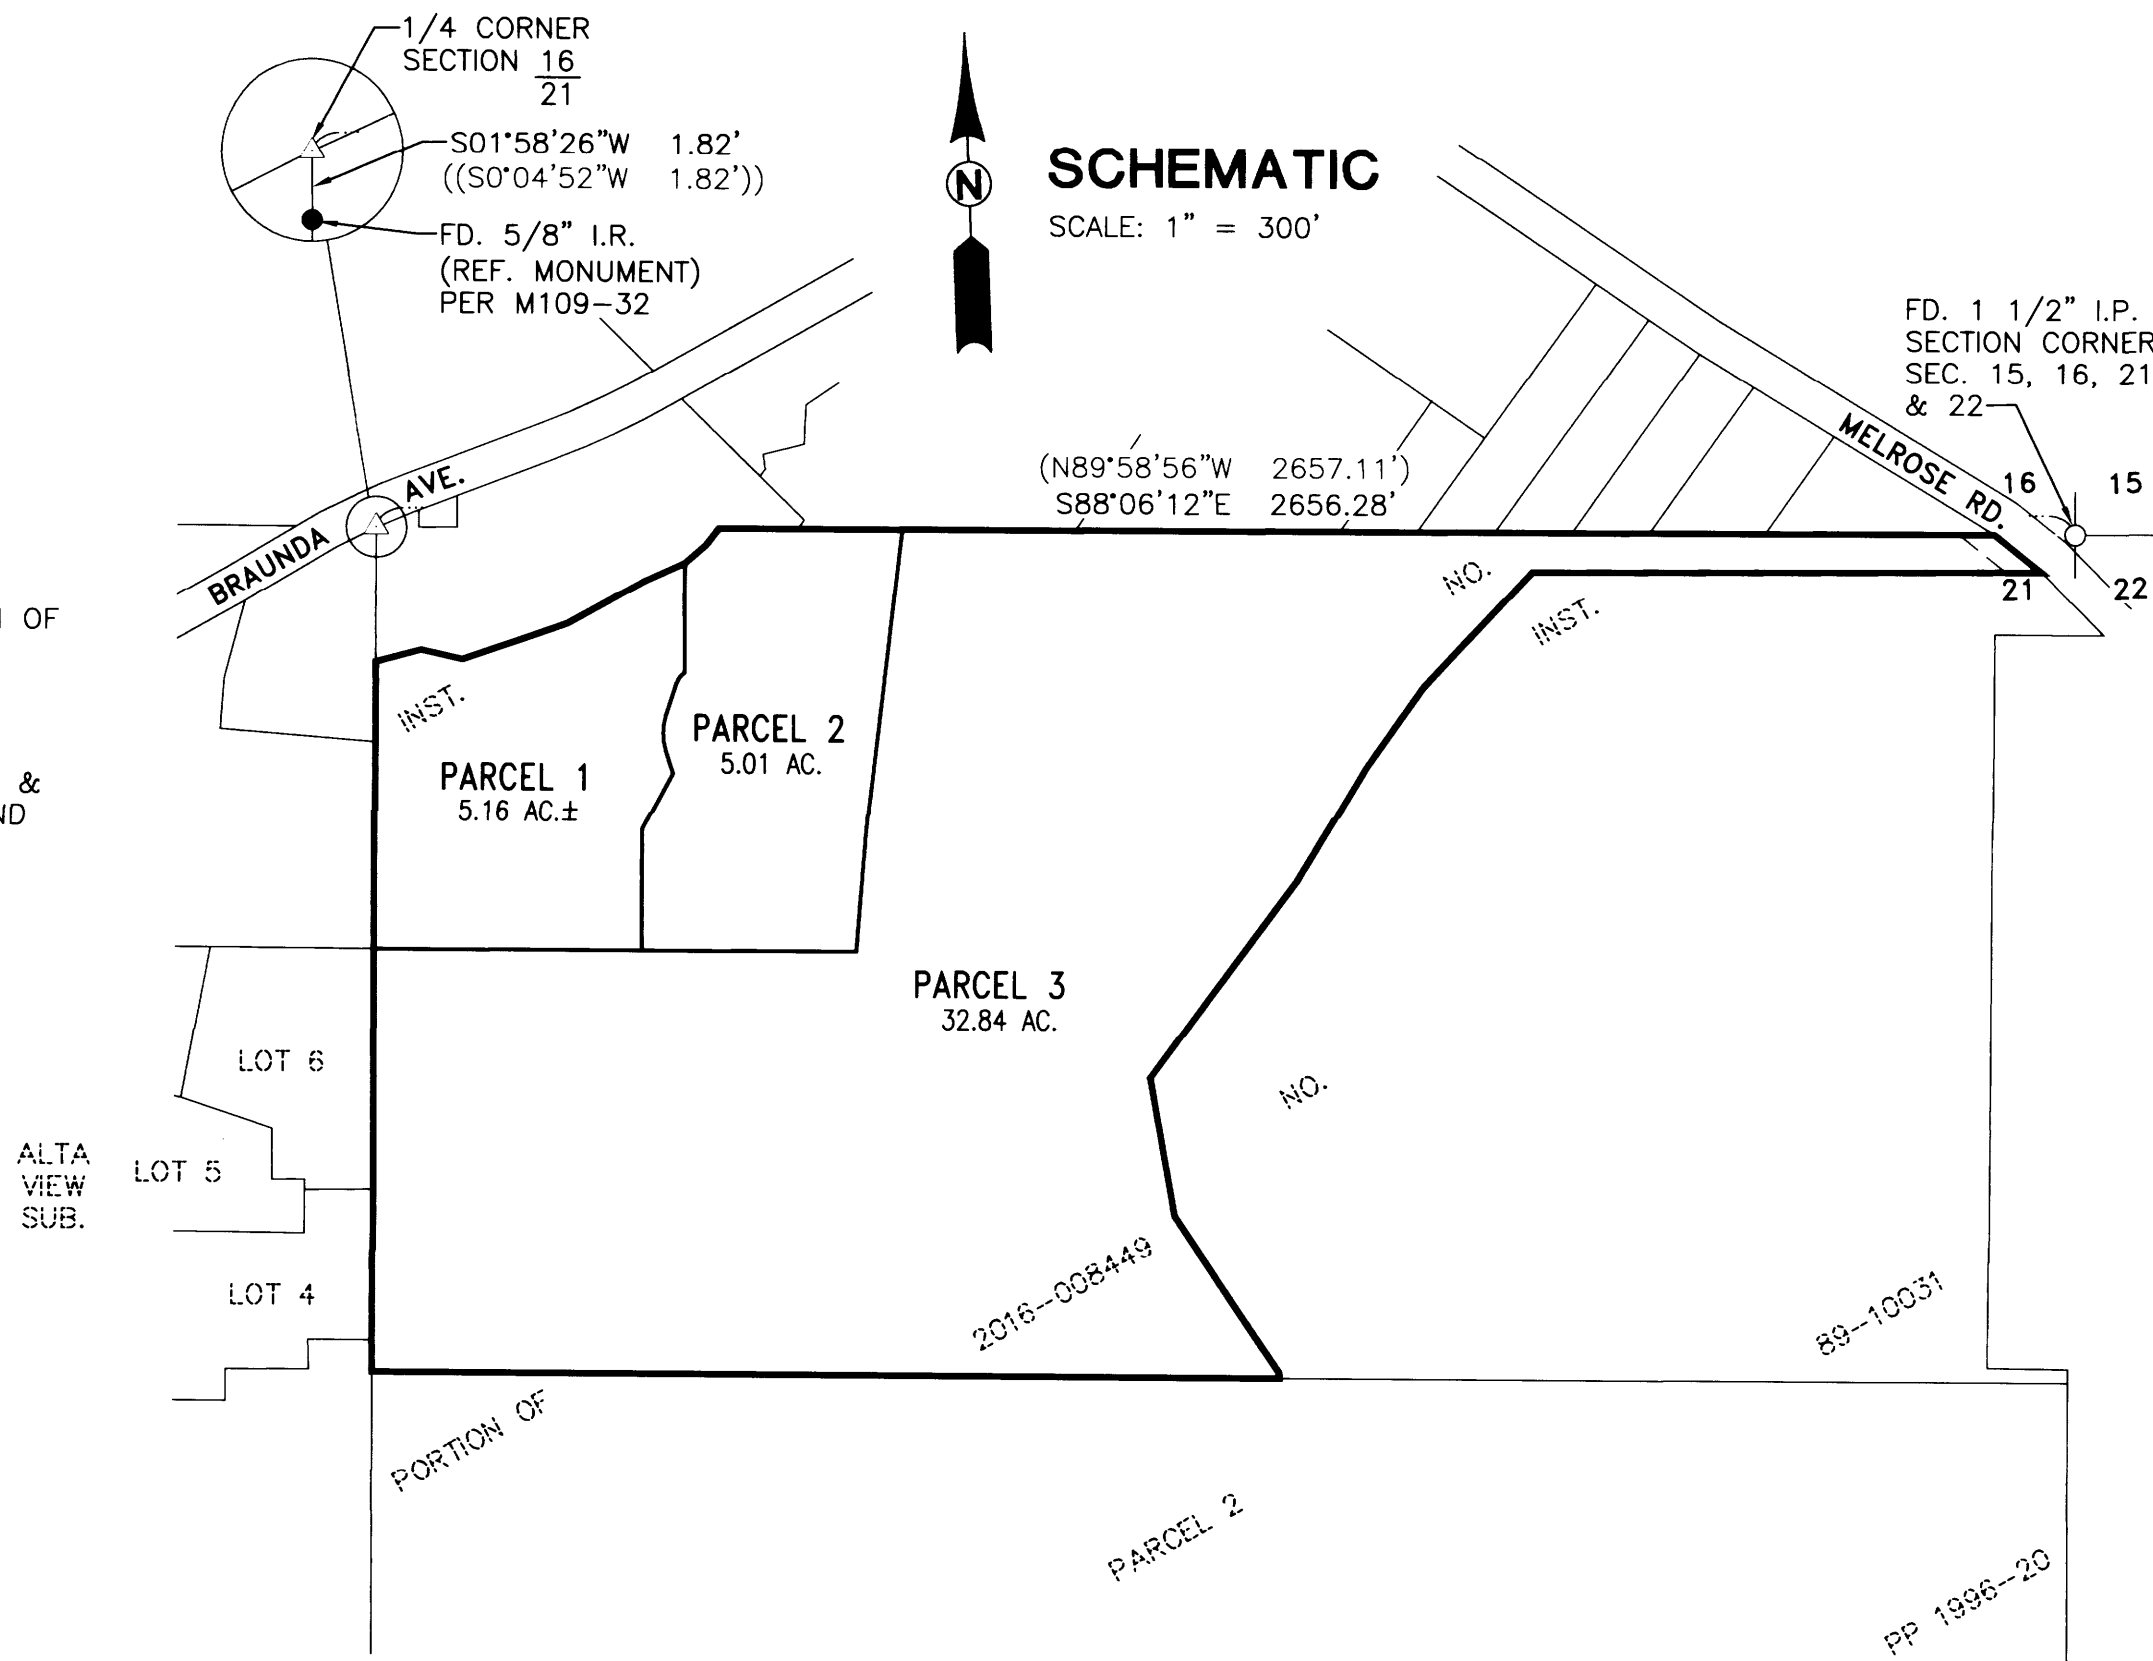 1/4 CORNER
SECTION 16
21
S01°58'26"W 1.82'
((S0°04'52"W 1.82'))
FD. 5/8" I.R.
(REF. MONUMENT)
PER M109-32
N
SCHEMATIC
SCALE: 1" = 300'
FD. 1 1/2" I.P.
SECTION CORNER
SEC. 15, 16, 21
& 22
(N89°58'56"W 2657.11')
S88°06'12"E 2656.28'
MELROSE RD.
16 15
21 22
BRAUNDA AVE.
OF
&
ND
INST.
NO.
INST.
PARCEL 1
5.16 AC.±
PARCEL 2
5.01 AC.
PARCEL 3
32.84 AC.
NO.
LOT 6
ALTA
VIEW
SUB.
LOT 5
LOT 4
2016-008449
89-10031
PORTION OF
PARCEL 2
PP 1996-20